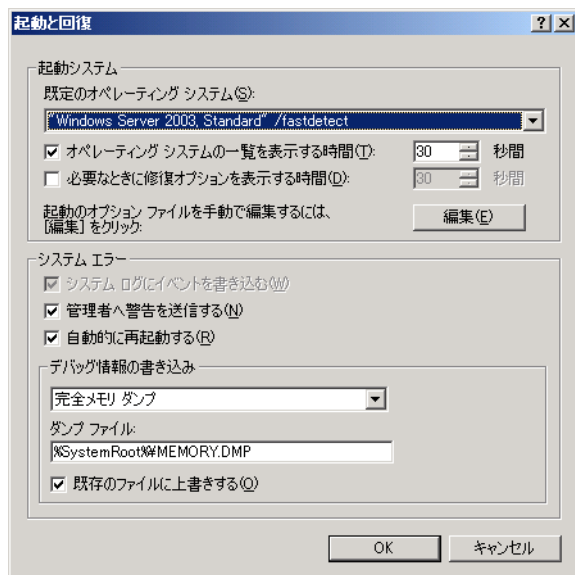 起動と回復
起動システム
既定のオペレーティング システム(S):
"Windows Server 2003, Standard" /fastdetect
オペレーティング システムの一覧を表示する時間(T): 30 秒間
必要なときに修復オプションを表示する時間(D): 30 秒間
起動のオプション ファイルを手動で編集するには、
[編集] をクリック:
編集(E)
システム エラー
システム ログにイベントを書き込む(W)
管理者へ警告を送信する(N)
自動的に再起動する(R)
デバッグ情報の書き込み
完全メモリ ダンプ
ダンプ ファイル:
%SystemRoot%¥MEMORY.DMP
既存のファイルに上書きする(O)
OK キャンセル